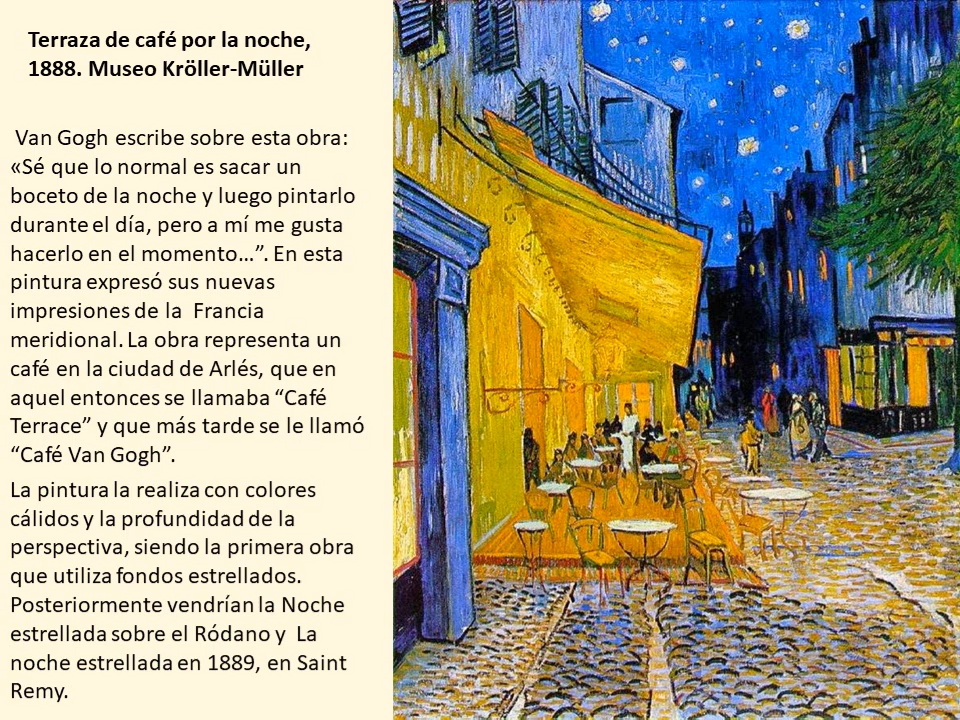 Terraza de café por la noche,
1888. Museo Kröller-Müller
Van Gogh escribe sobre esta obra:
«Sé que lo normal es sacar un
boceto de la noche y luego pintarlo
durante el día, pero a mí me gusta
hacerlo en el momento…”. En esta
pintura expresó sus nuevas
impresiones de la  Francia
meridional. La obra representa un
café en la ciudad de Arlés, que en
aquel entonces se llamaba “Café
Terrace” y que más tarde se le llamó
“Café Van Gogh”.
La pintura la realiza con colores
cálidos y la profundidad de la
perspectiva, siendo la primera obra
que utiliza fondos estrellados.
Posteriormente vendrían la Noche
estrellada sobre el Ródano y  La
noche estrellada en 1889, en Saint
Remy.